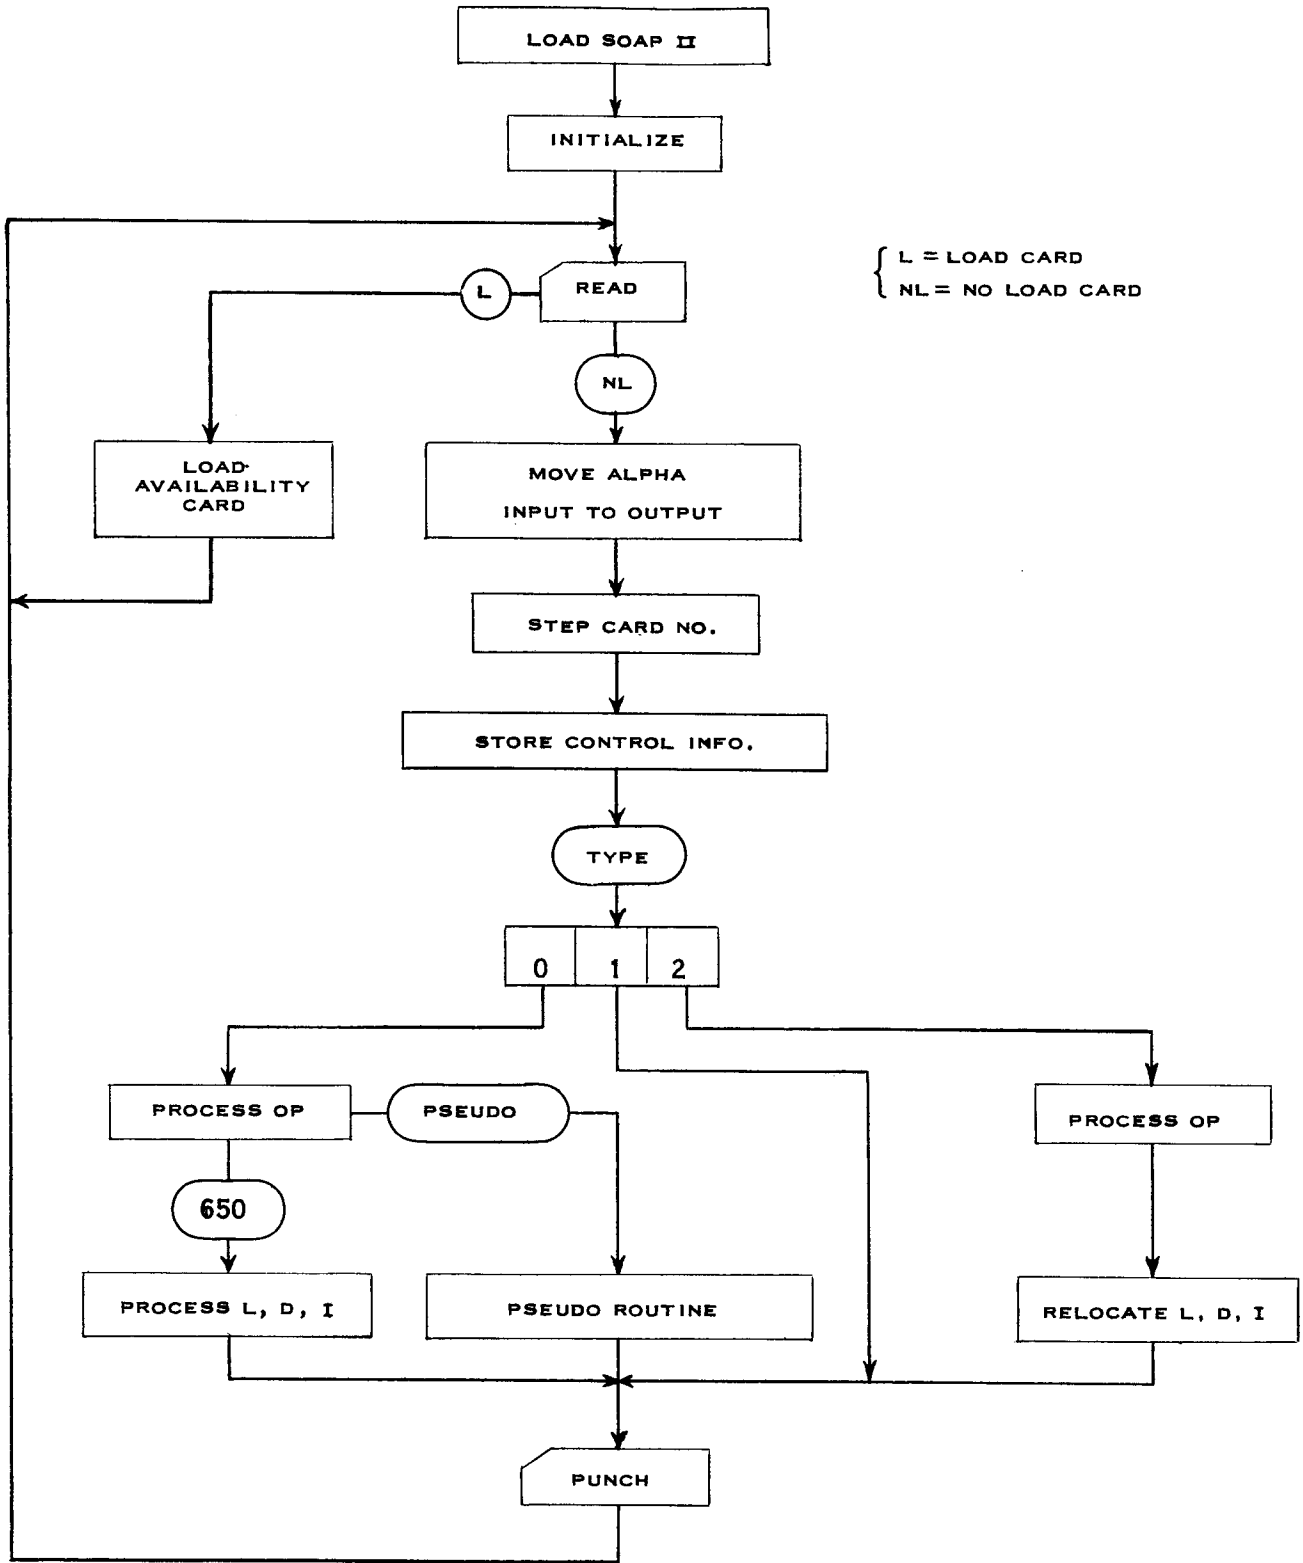 LOAD SOAP II
INITIALIZE
L = LOAD CARD
NL = NO LOAD CARD
L
READ
NL
LOAD
AVAILABILITY
CARD
MOVE ALPHA
INPUT TO OUTPUT
STEP CARD NO.
STORE CONTROL INFO.
TYPE
0 1 2
PROCESS OP
PSEUDO
PROCESS OP
650
PROCESS L, D, I
PSEUDO ROUTINE
RELOCATE L, D, I
PUNCH